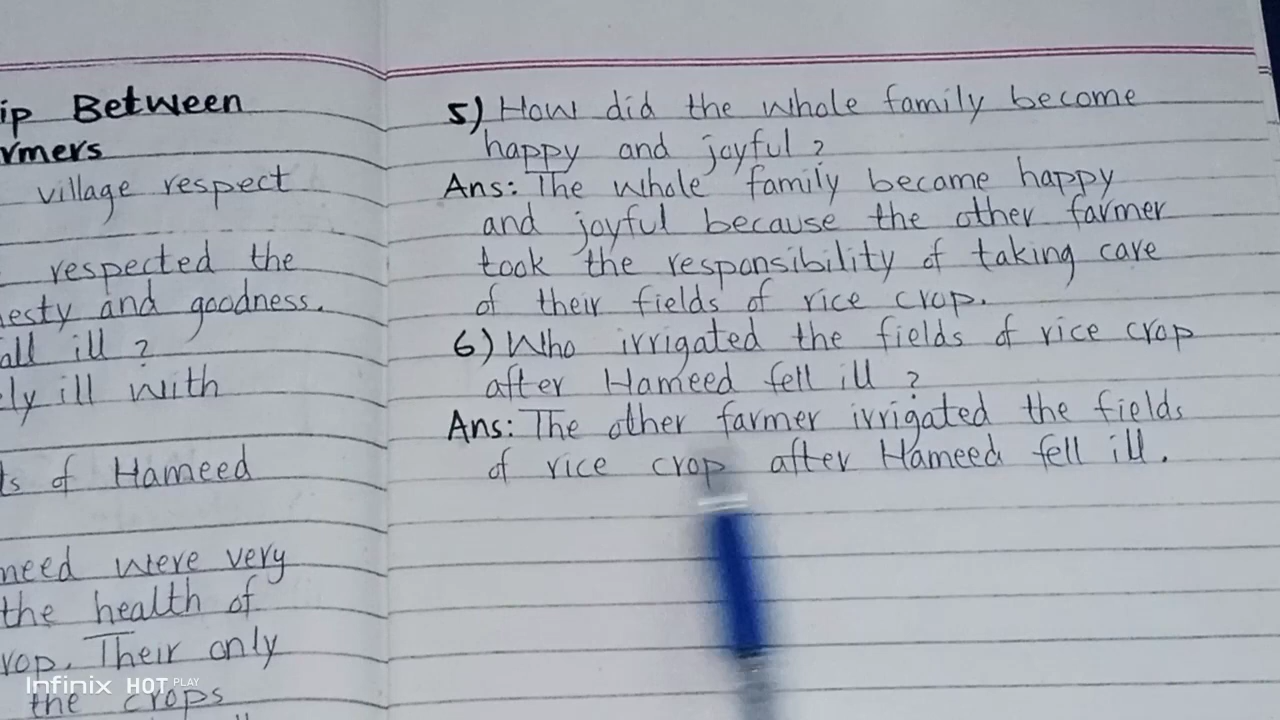 ip Between
rmers
village respect
respected the
esty and goodness.
all ill ?
ly ill with
ts of Hameed
need were very
the health of
rop. Their only
the crops
5) How did the whole family become
happy and joyful ?
Ans: The whole family became happy
and joyful because the other farmer
took the responsibility of taking care
of their fields of rice crop.
6) Who irrigated the fields of rice crop
after Hameed fell ill ?
Ans: The other farmer irrigated the fields
of rice crop after Hameed fell ill.
Infinix HOT PLAY